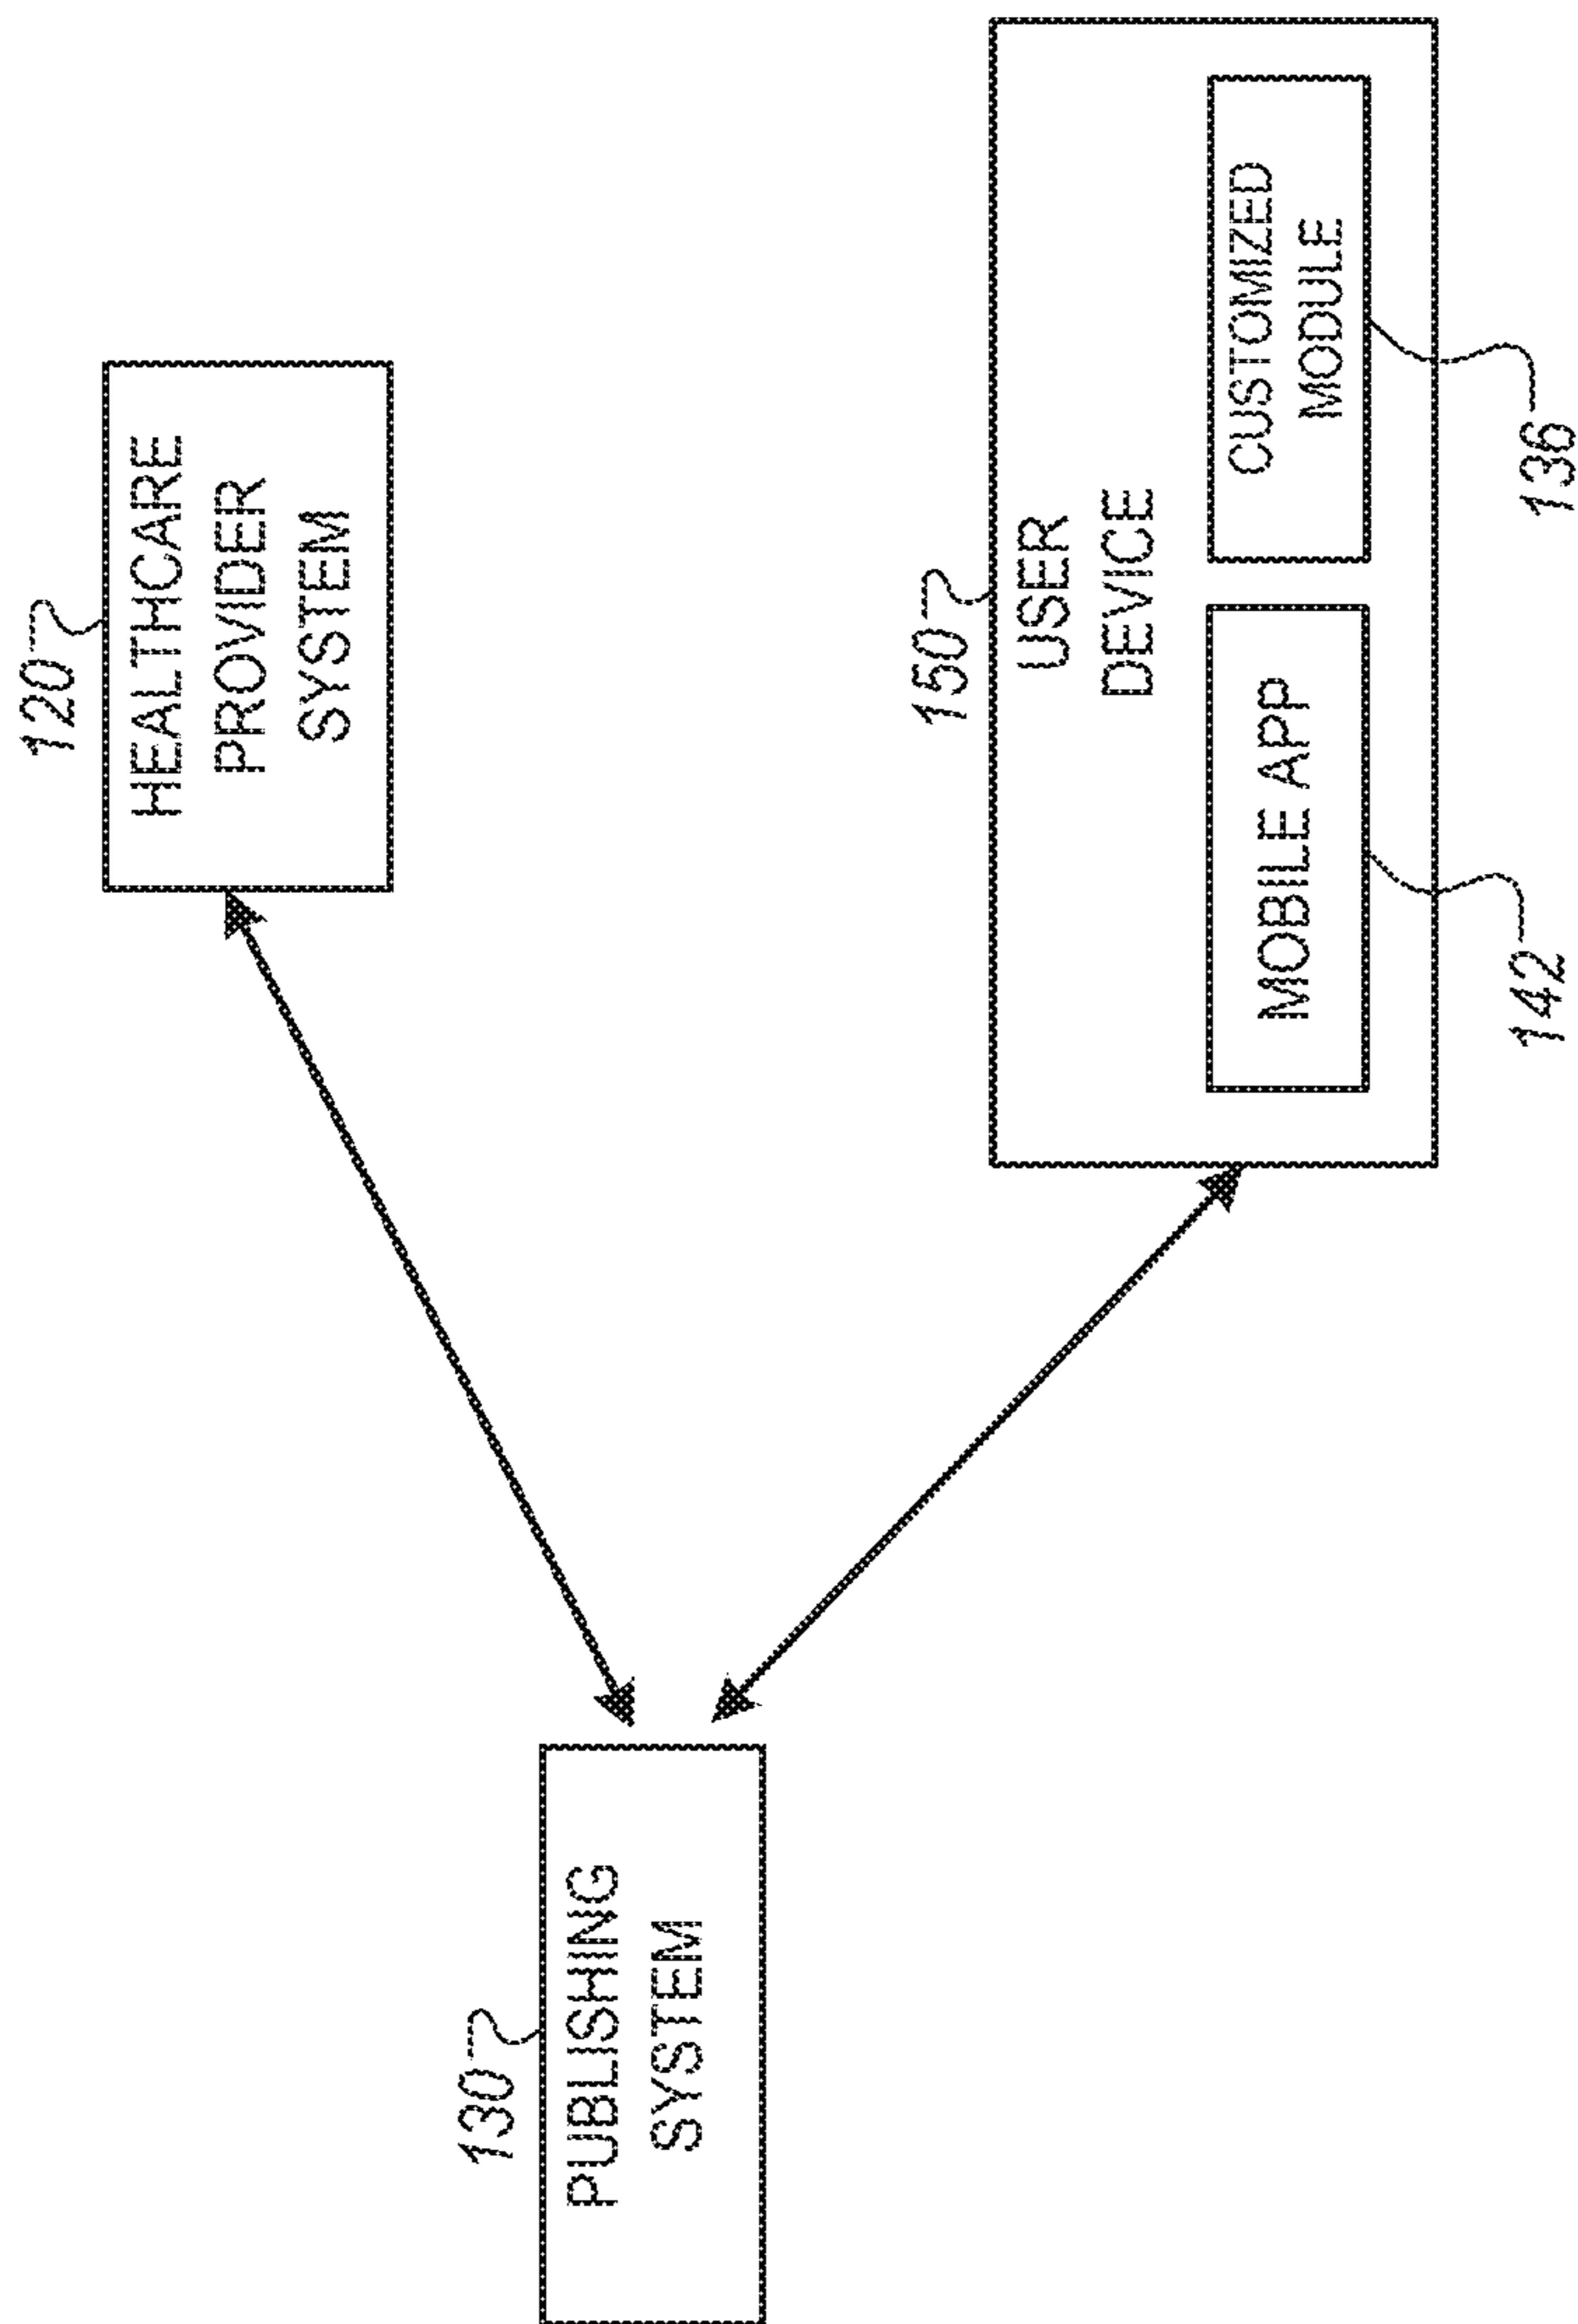 120
HEALTHCARE
PROVIDER
SYSTEM
130
PUBLISHING
SYSTEM
150
USER
DEVICE
MOBILE APP
CUSTOMIZED
MODULE
142
136